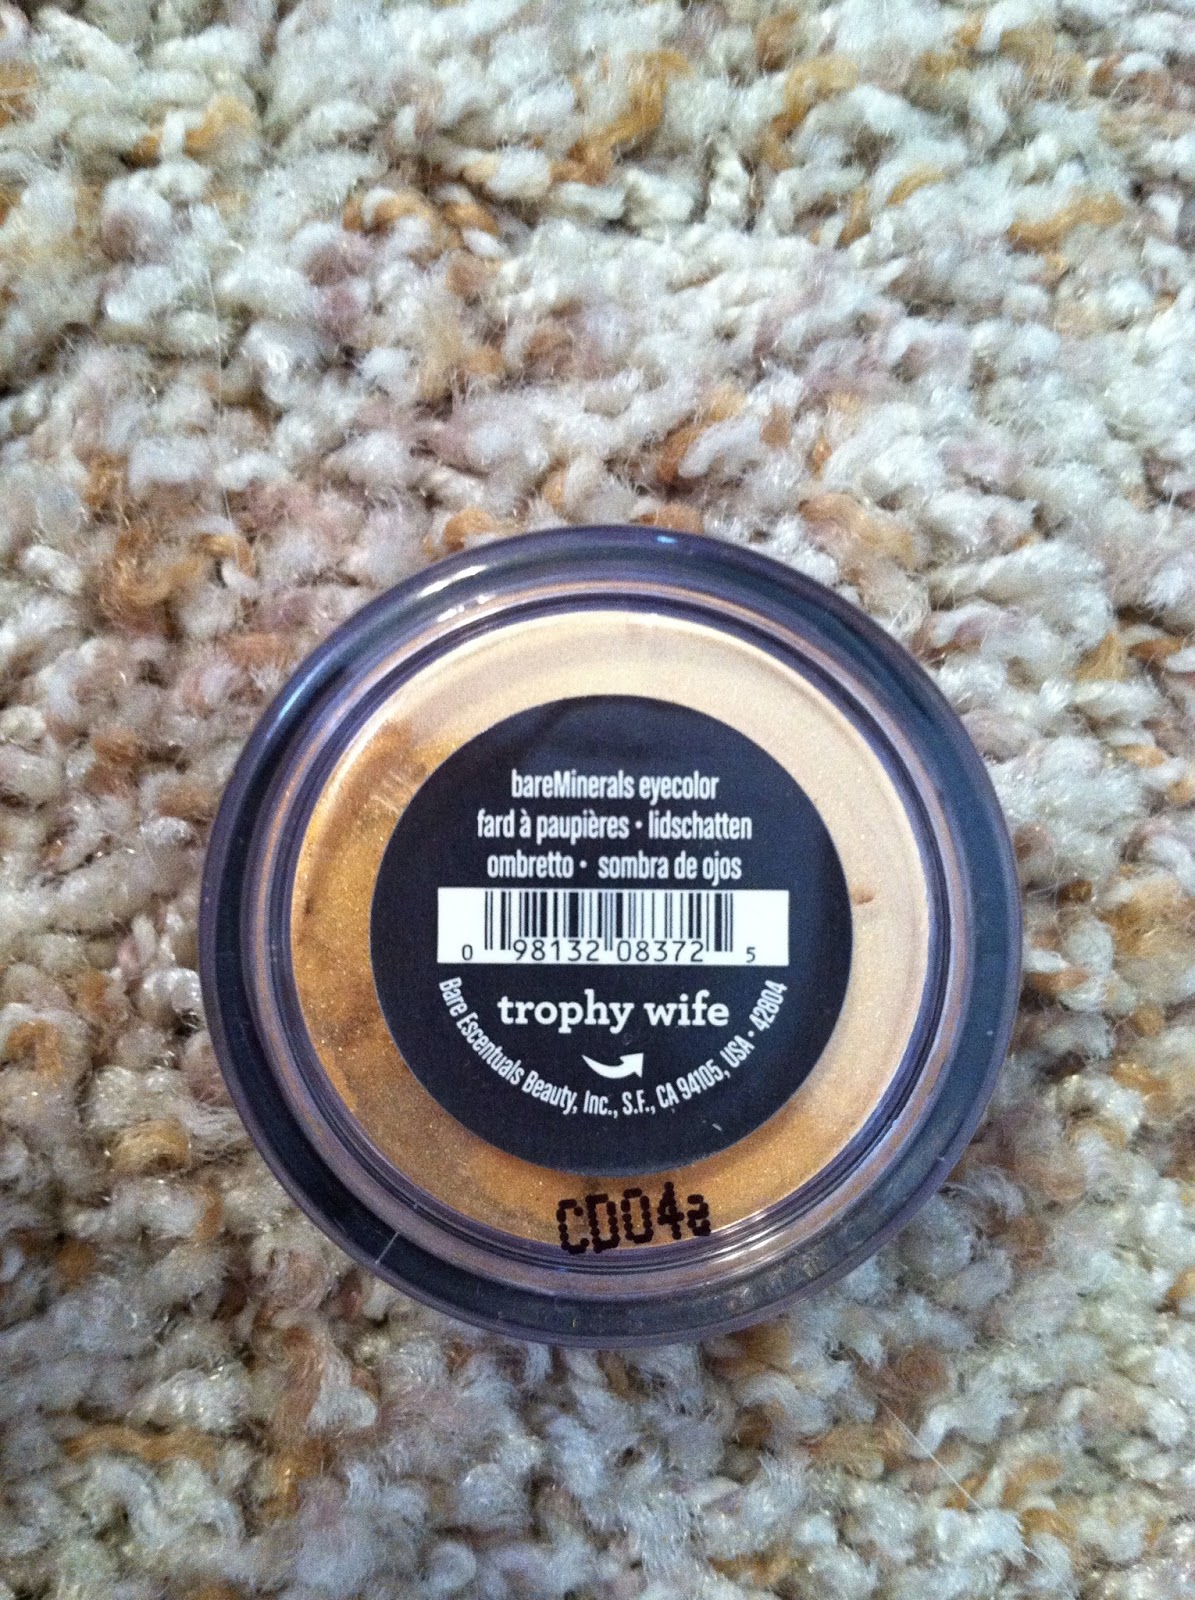 bareMinerals eyecolor
fard à paupières • lidschatten
ombretto • sombra de ojos
0 98132 08372 5
trophy wife
Bare Escentuals Beauty, Inc., S.F., CA 94105, USA • 42804
CD04a